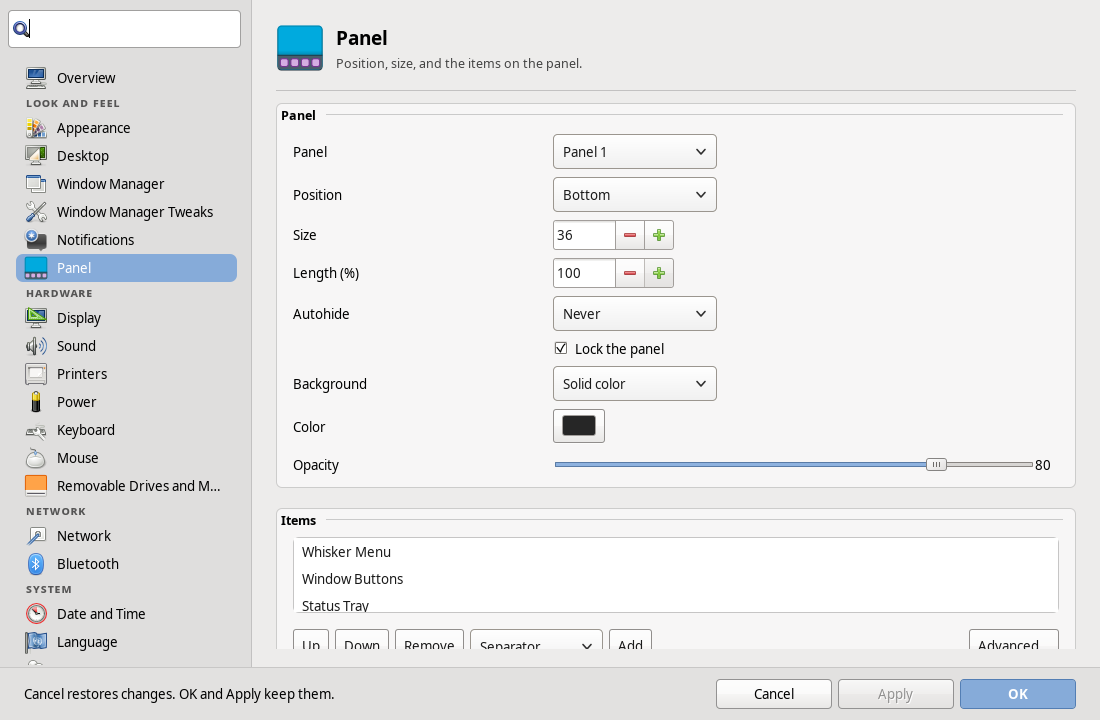 Overview
LOOK AND FEEL
Appearance
Desktop
Window Manager
Window Manager Tweaks
Notifications
Panel
HARDWARE
Display
Sound
Printers
Power
Keyboard
Mouse
Removable Drives and M...
NETWORK
Network
Bluetooth
SYSTEM
Date and Time
Language
Panel
Position, size, and the items on the panel.
Panel
Panel Panel 1
Position Bottom
Size 36
Length (%) 100
Autohide Never
Lock the panel
Background Solid color
Color
Opacity 80
Items
Whisker Menu
Window Buttons
Status Tray
Up Down Remove Separator Add Advanced...
Cancel restores changes. OK and Apply keep them.
Cancel Apply OK